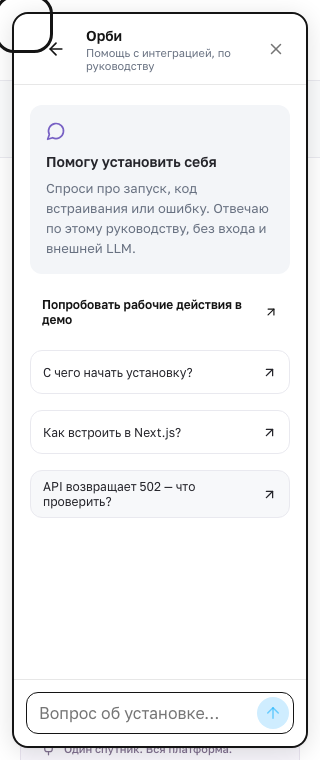 Орби
Помощь с интеграцией, по
руководству
Помогу установить себя
Спроси про запуск, код
встраивания или ошибку. Отвечаю
по этому руководству, без входа и
внешней LLM.
Попробовать рабочие действия в
демо
С чего начать установку?
Как встроить в Next.js?
API возвращает 502 — что
проверить?
Вопрос об установке...
Один спутник. Вся платформа.